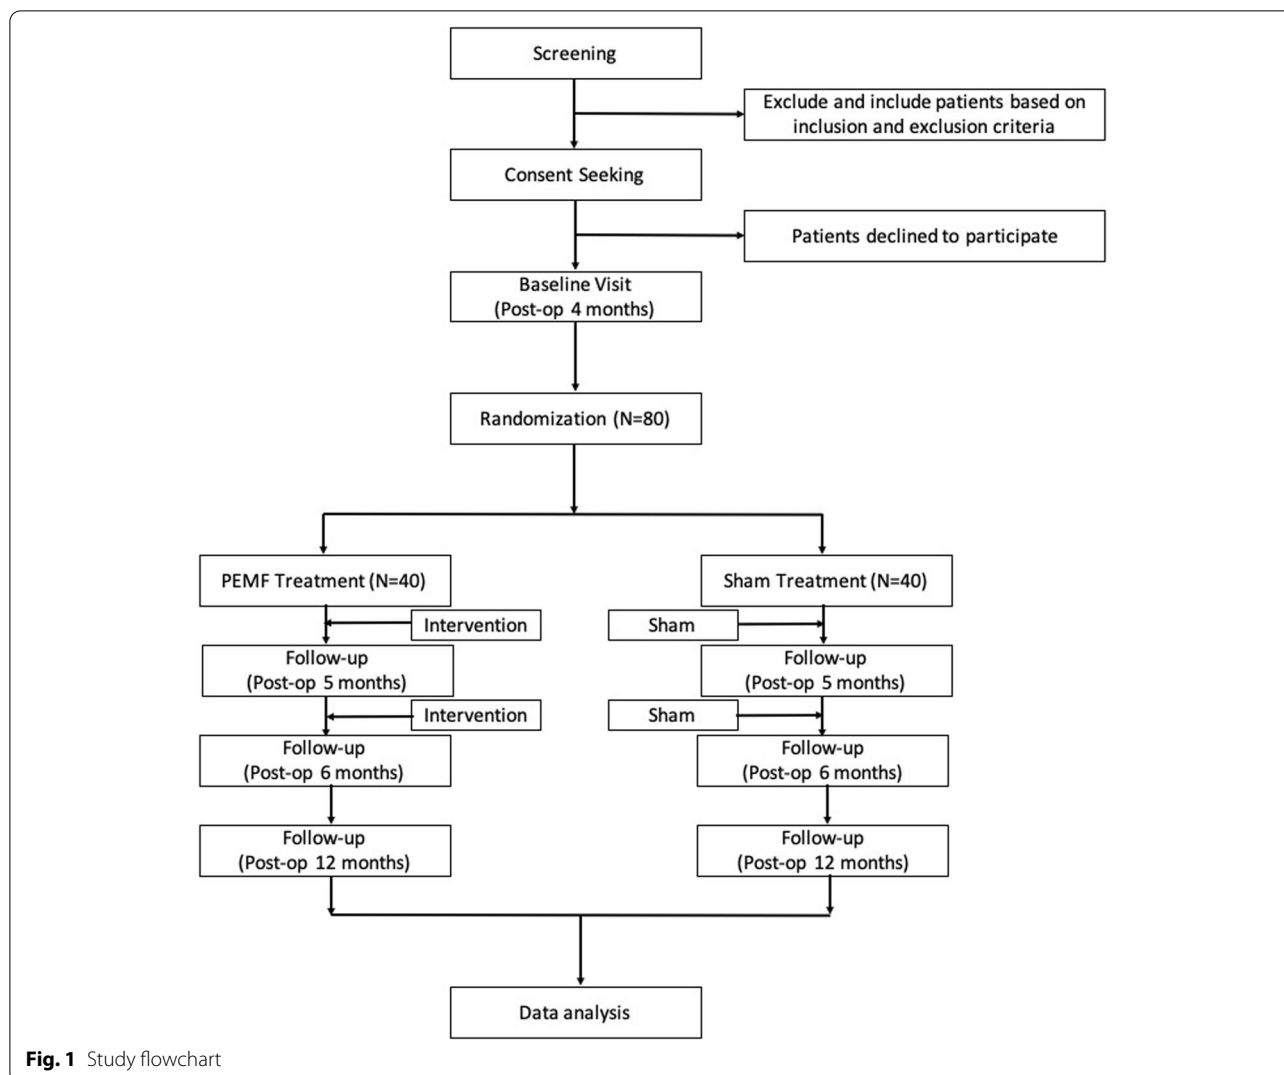 Screening
Exclude and include patients based on
inclusion and exclusion criteria
Consent Seeking
Patients declined to participate
Baseline Visit
(Post-op 4 months)
Randomization (N=80)
PEMF Treatment (N=40)
Sham Treatment (N=40)
Intervention
Sham
Follow-up
(Post-op 5 months)
Follow-up
(Post-op 5 months)
Intervention
Sham
Follow-up
(Post-op 6 months)
Follow-up
(Post-op 6 months)
Follow-up
(Post-op 12 months)
Follow-up
(Post-op 12 months)
Data analysis
Fig. 1 Study flowchart